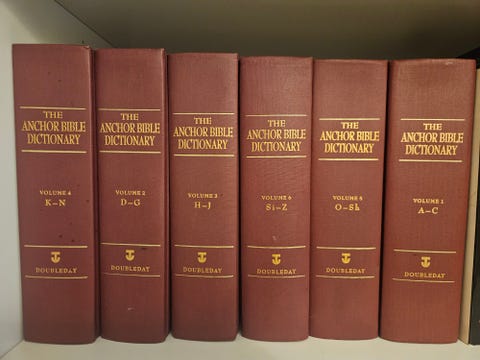 THE
ANCHOR BIBLE
DICTIONARY
VOLUME 4
K–N
DOUBLEDAY
THE
ANCHOR BIBLE
DICTIONARY
VOLUME 2
D–G
DOUBLEDAY
THE
ANCHOR BIBLE
DICTIONARY
VOLUME 3
H–J
DOUBLEDAY
THE
ANCHOR BIBLE
DICTIONARY
VOLUME 6
Si–Z
DOUBLEDAY
THE
ANCHOR BIBLE
DICTIONARY
VOLUME 5
O–Sh
DOUBLEDAY
THE
ANCHOR BIBLE
DICTIONARY
VOLUME 1
A–C
DOUBLEDAY